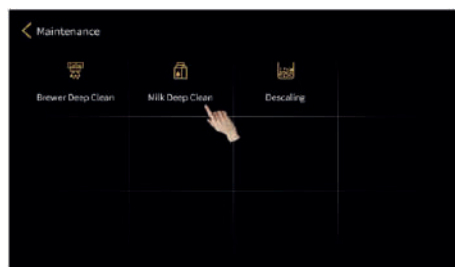 Maintenance
Brewer Deep Clean
Milk Deep Clean
Descaling